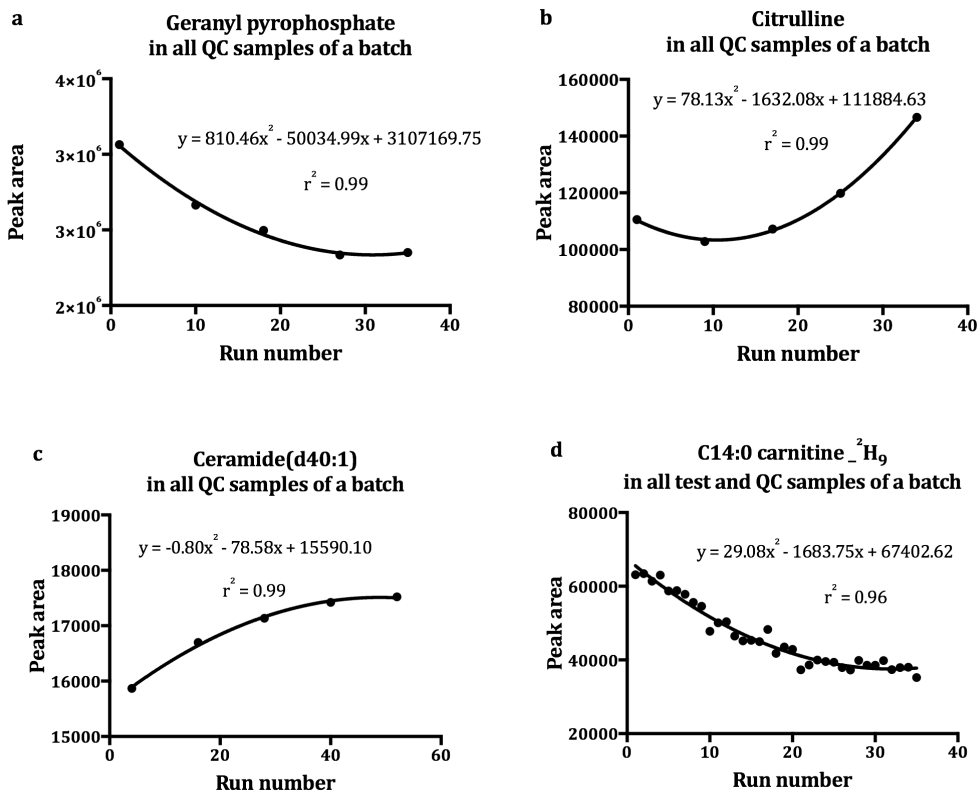 a
Geranyl pyrophosphate
in all QC samples of a batch
4×10⁶
3×10⁶
3×10⁶
2×10⁶
y = 810.46x² - 50034.99x + 3107169.75
r² = 0.99
Peak area
0 10 20 30 40
Run number
b
Citrulline
in all QC samples of a batch
160000
140000
120000
100000
80000
y = 78.13x² - 1632.08x + 111884.63
r² = 0.99
Peak area
0 10 20 30 40
Run number
c
Ceramide(d40:1)
in all QC samples of a batch
19000
18000
17000
16000
15000
y = -0.80x² - 78.58x + 15590.10
r² = 0.99
Peak area
0 20 40 60
Run number
d
C14:0 carnitine _²H₉
in all test and QC samples of a batch
80000
60000
40000
20000
y = 29.08x² - 1683.75x + 67402.62
r² = 0.96
Peak area
0 10 20 30 40
Run number